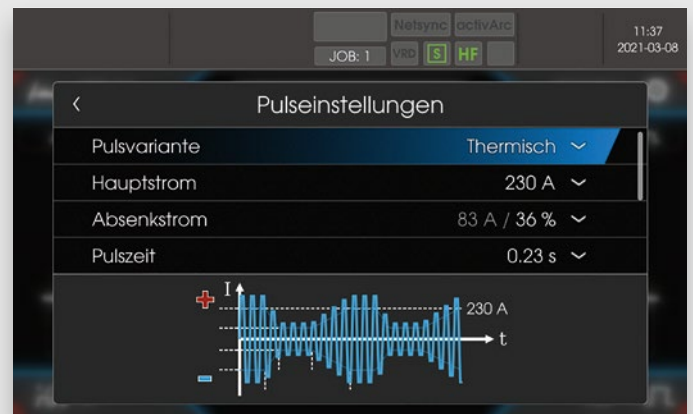 Netsync activArc
JOB: 1 VRD S HF
11:37
2021-03-08
Pulseinstellungen
Pulsvariante Thermisch
Hauptstrom 230 A
Absenkstrom 83 A / 36 %
Pulszeit 0.23 s
I
230 A
t